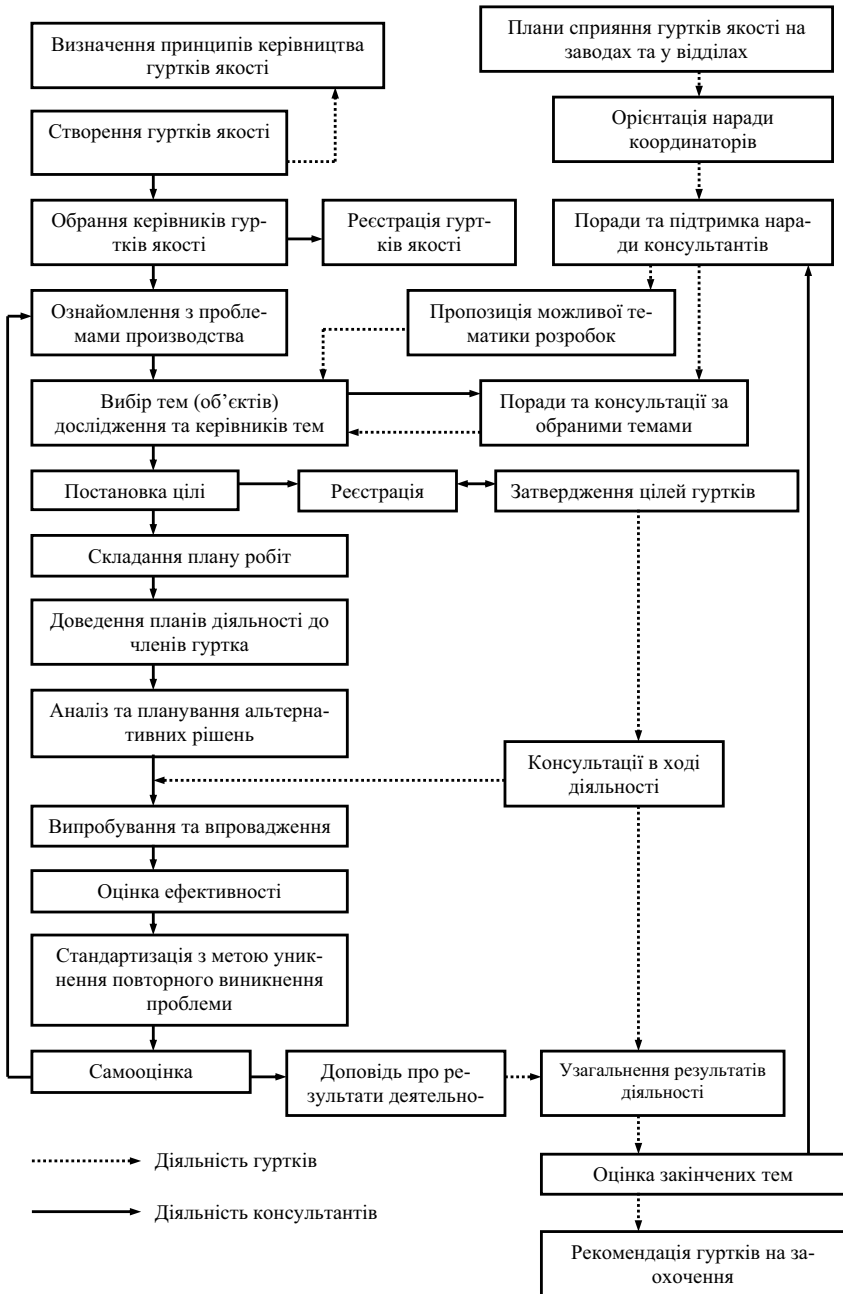 Визначення принципів керівництва
гуртків якості
Плани сприяння гуртків якості на
заводах та у відділах
Створення гуртків якості
Орієнтація наради
координаторів
Обрання керівників гур-
тків якості
Реєстрація гурт-
ків якості
Поради та підтримка нара-
ди консультантів
Ознайомлення з пробле-
мами производства
Пропозиція можливої те-
матики розробок
Вибір тем (об’єктів)
дослідження та керівників тем
Поради та консультації за
обраними темами
Постановка цілі
Реєстрація
Затвердження цілей гуртків
Складання плану робіт
Доведення планів діяльності до
членів гуртка
Аналіз та планування альтерна-
тивних рішень
Консультації в ході
діяльності
Випробування та впровадження
Оцінка ефективності
Стандартизація з метою уник-
нення повторного виникнення
проблеми
Самооцінка
Доповідь про ре-
зультати деятельно-
Узагальнення результатів
діяльності
Діяльність гуртків
Оцінка закінчених тем
Діяльність консультантів
Рекомендація гуртків на за-
охочення